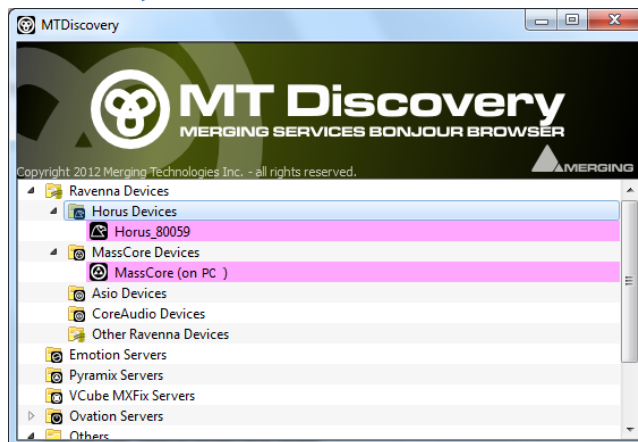 MTDiscovery
MT Discovery
MERGING SERVICES BONJOUR BROWSER
MERGING
Copyright 2012 Merging Technologies Inc. - all rights reserved.
Ravenna Devices
Horus Devices
Horus_80059
MassCore Devices
MassCore (on PC )
Asio Devices
CoreAudio Devices
Other Ravenna Devices
Emotion Servers
Pyramix Servers
VCube MXFix Servers
Ovation Servers
Others